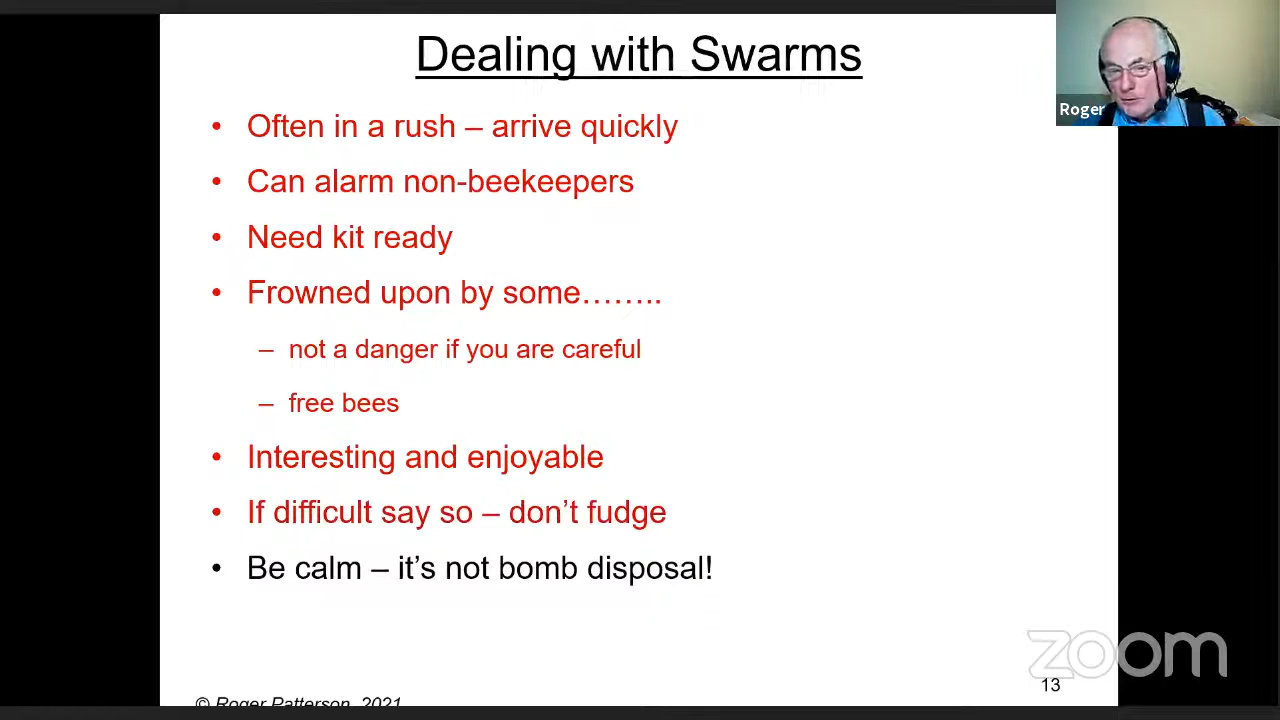 Dealing with Swarms
Roger
• Often in a rush – arrive quickly
• Can alarm non-beekeepers
• Need kit ready
• Frowned upon by some……..
– not a danger if you are careful
– free bees
• Interesting and enjoyable
• If difficult say so – don’t fudge
• Be calm – it’s not bomb disposal!
zoom
13
© Roger Patterson, 2021